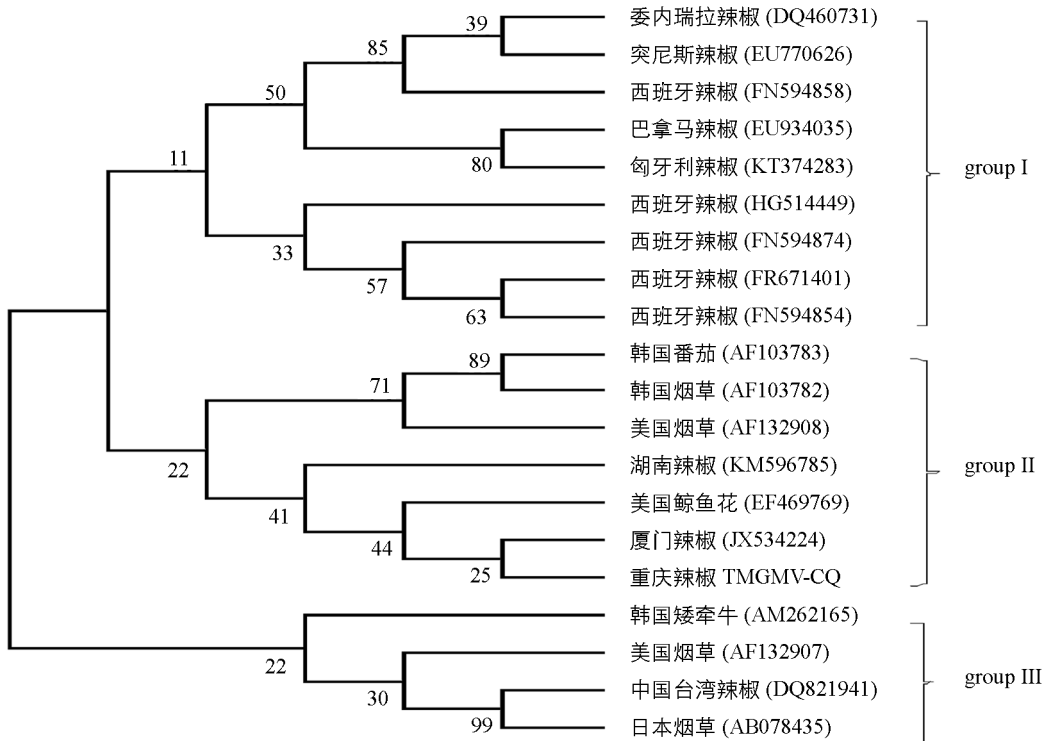 委内瑞拉辣椒 (DQ460731)
39
突尼斯辣椒 (EU770626)
85
西班牙辣椒 (FN594858)
50
巴拿马辣椒 (EU934035)
80
匈牙利辣椒 (KT374283)
11
group I
西班牙辣椒 (HG514449)
33
西班牙辣椒 (FN594874)
57
西班牙辣椒 (FR671401)
63
西班牙辣椒 (FN594854)
韩国番茄 (AF103783)
89
71
韩国烟草 (AF103782)
美国烟草 (AF132908)
22
湖南辣椒 (KM596785)
group II
41
美国鲸鱼花 (EF469769)
44
厦门辣椒 (JX534224)
25
重庆辣椒 TMGMV-CQ
韩国矮牵牛 (AM262165)
22
美国烟草 (AF132907)
group III
30
中国台湾辣椒 (DQ821941)
99
日本烟草 (AB078435)